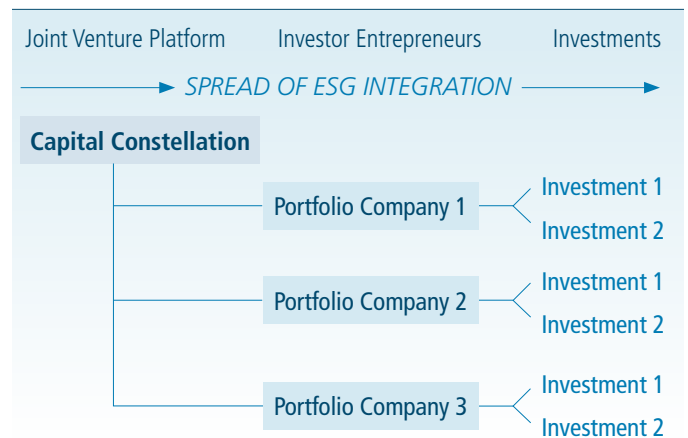 Joint Venture Platform Investor Entrepreneurs Investments
SPREAD OF ESG INTEGRATION
Capital Constellation
Portfolio Company 1
Investment 1
Investment 2
Portfolio Company 2
Investment 1
Investment 2
Portfolio Company 3
Investment 1
Investment 2